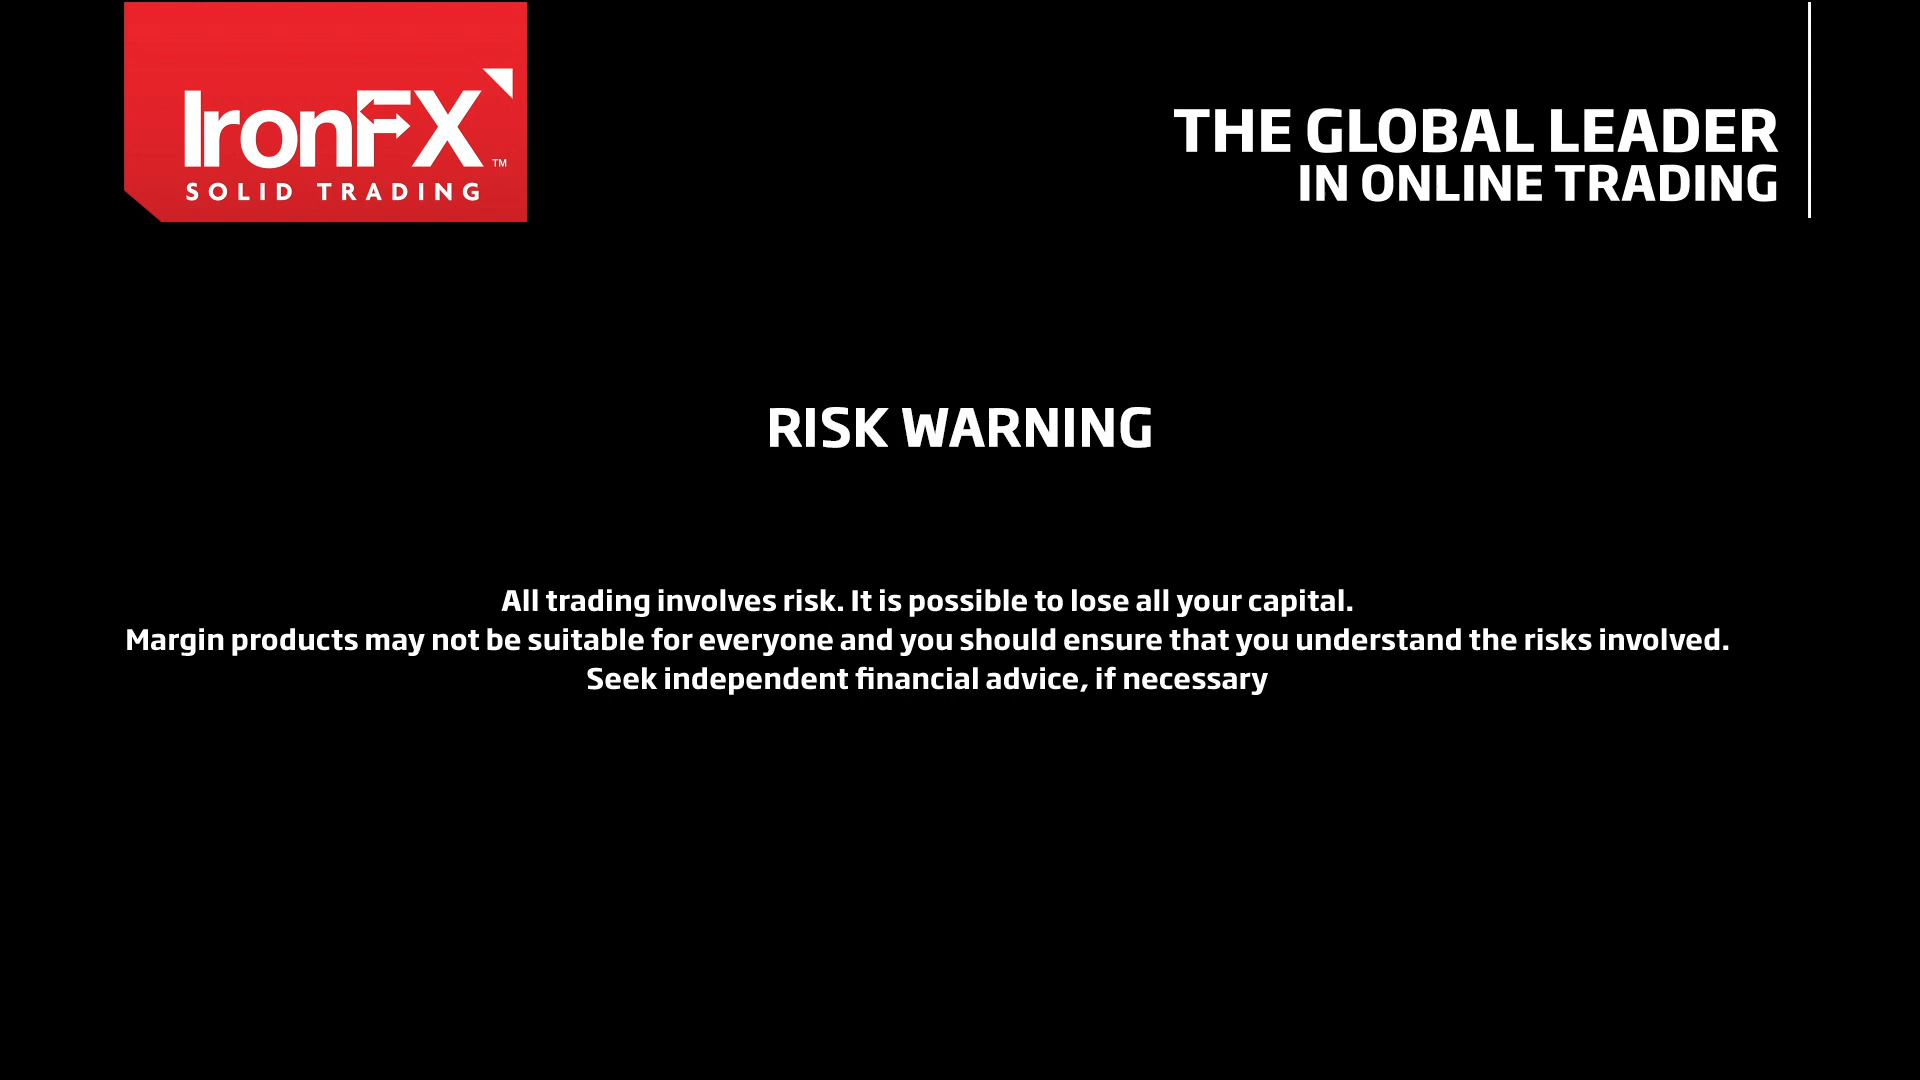 IronFX™
SOLID TRADING
THE GLOBAL LEADER
IN ONLINE TRADING
RISK WARNING
All trading involves risk. It is possible to lose all your capital.
Margin products may not be suitable for everyone and you should ensure that you understand the risks involved.
Seek independent financial advice, if necessary